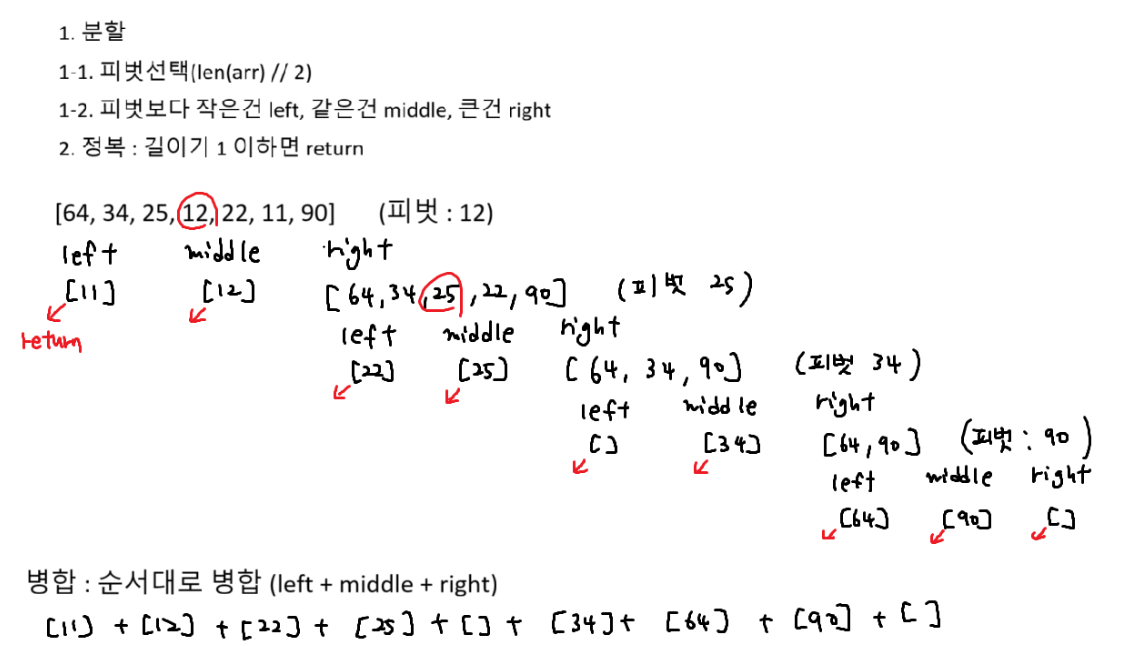 1. 분할
1-1. 피벗선택(len(arr) // 2)
1-2. 피벗보다 작은건 left, 같은건 middle, 큰건 right
2. 정복 : 길이기 1 이하면 return
[64, 34, 25, 12, 22, 11, 90] (피벗 : 12)
left middle right
[11] [12] [64,34,25,22,90] (피벗 25)
return left middle right
[22] [25] [64, 34, 90] (피벗 34)
left middle right
[] [34] [64,90] (피벗: 90)
left middle right
[64] [90] []
병합 : 순서대로 병합 (left + middle + right)
[11] + [12] + [22] + [25] + [] + [34] + [64] + [90] + []